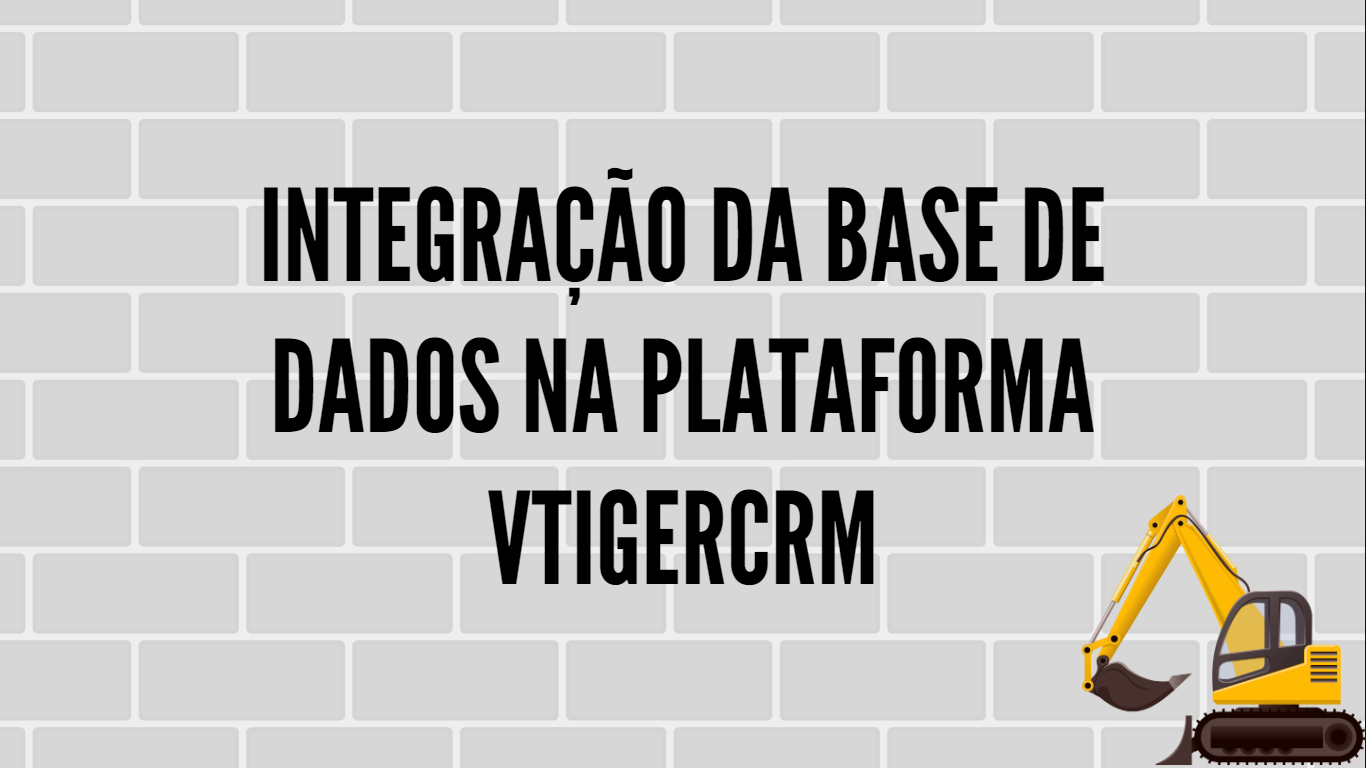 INTEGRAÇÃO DA BASE DE
DADOS NA PLATAFORMA
VTIGERCRM